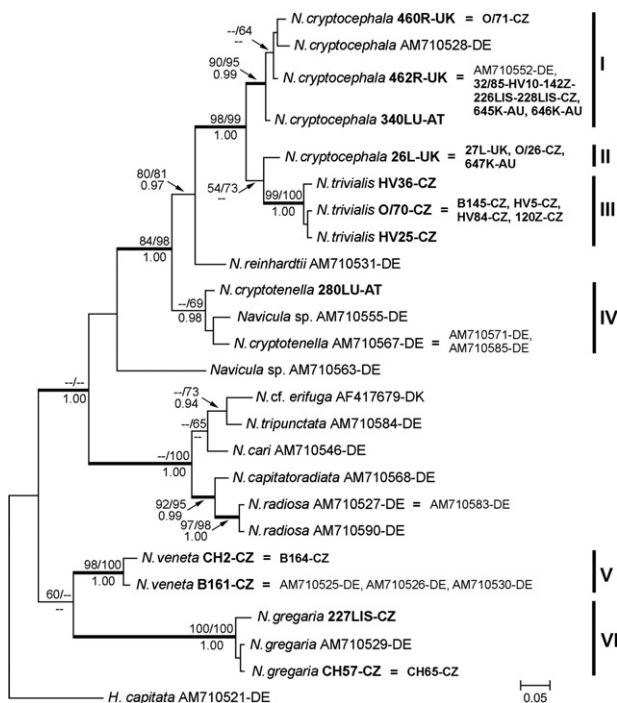 N. cryptocephala 460R-UK = O/71-CZ
--/64
--
N. cryptocephala AM710528-DE
I
90/95
0.99
N. cryptocephala 462R-UK = AM710552-DE,
32/85-HV10-142Z-
226LIS-228LIS-CZ,
645K-AU, 646K-AU
98/99
1.00
N. cryptocephala 340LU-AT
N. cryptocephala 26L-UK = 27L-UK, O/26-CZ,
647K-AU
II
54/73
--
80/81
0.97
99/100
1.00
N. trivialis HV36-CZ
N. trivialis O/70-CZ = B145-CZ, HV5-CZ,
HV84-CZ, 120Z-CZ
III
N. trivialis HV25-CZ
84/98
1.00
N. reinhardtii AM710531-DE
N. cryptotenella 280LU-AT
--/69
0.98
Navicula sp. AM710555-DE
IV
N. cryptotenella AM710567-DE = AM710571-DE,
AM710585-DE
Navicula sp. AM710563-DE
--/--
1.00
--/73
0.94
N. cf. erifuga AF417679-DK
N. tripunctata AM710584-DE
--/65
--
N. cari AM710546-DE
--/100
1.00
N. capitatoradiata AM710568-DE
92/95
0.99
N. radiosa AM710527-DE = AM710583-DE
97/98
1.00
N. radiosa AM710590-DE
98/100
1.00
N. veneta CH2-CZ = B164-CZ
V
N. veneta B161-CZ = AM710525-DE, AM710526-DE, AM710530-DE
60/--
--
N. gregaria 227LIS-CZ
100/100
1.00
N. gregaria AM710529-DE
VI
N. gregaria CH57-CZ = CH65-CZ
H. capitata AM710521-DE
0.05